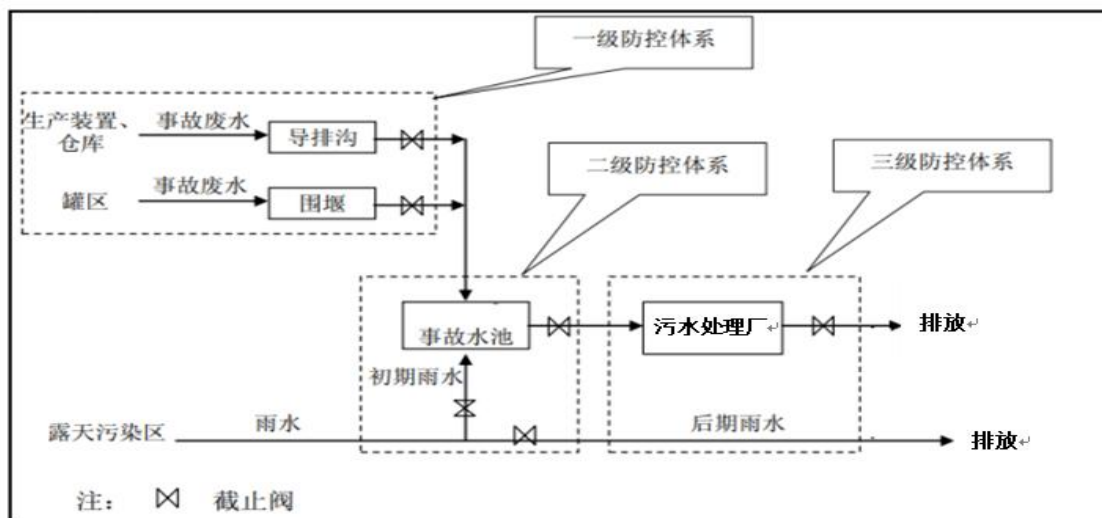 一级防控体系
生产装置、
仓库
事故废水
导排沟
二级防控体系
三级防控体系
罐区
事故废水
围堰
事故水池
污水处理厂
排放
初期雨水
露天污染区
雨水
后期雨水
排放
注：
截止阀